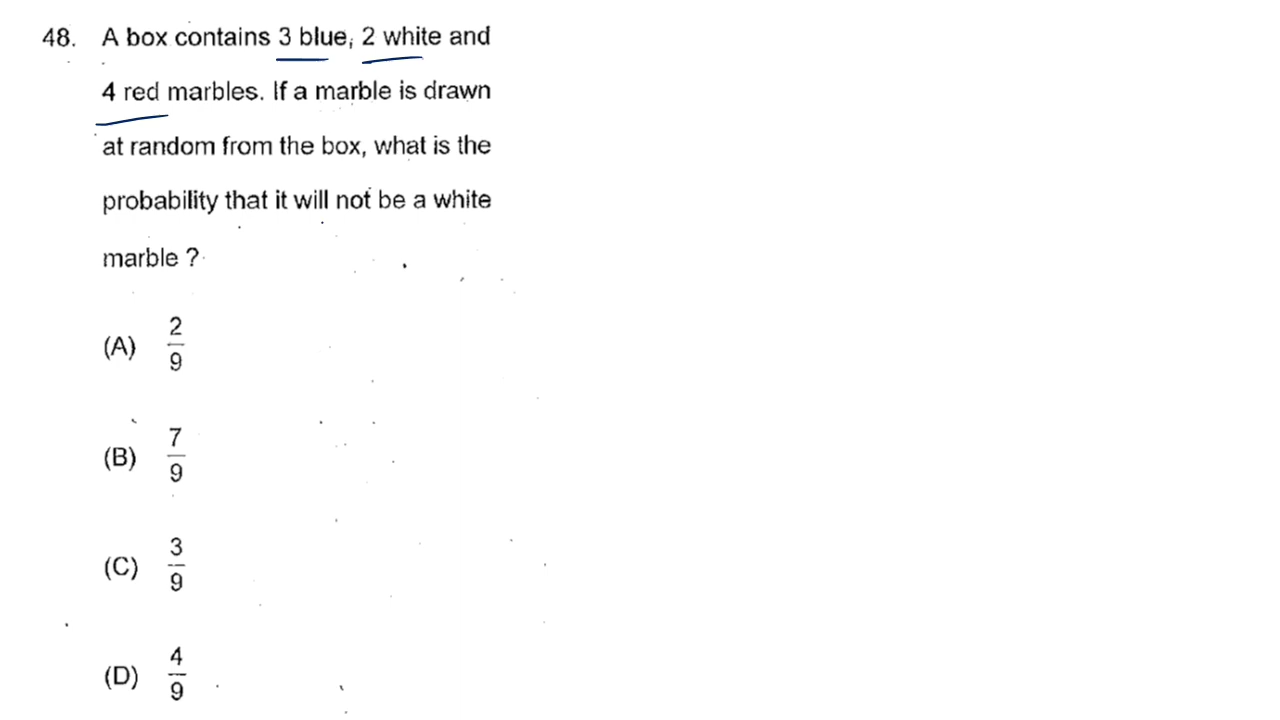 48. A box contains 3 blue, 2 white and
4 red marbles. If a marble is drawn
at random from the box, what is the
probability that it will not be a white
marble ?
(A) 2/9
(B) 7/9
(C) 3/9
(D) 4/9